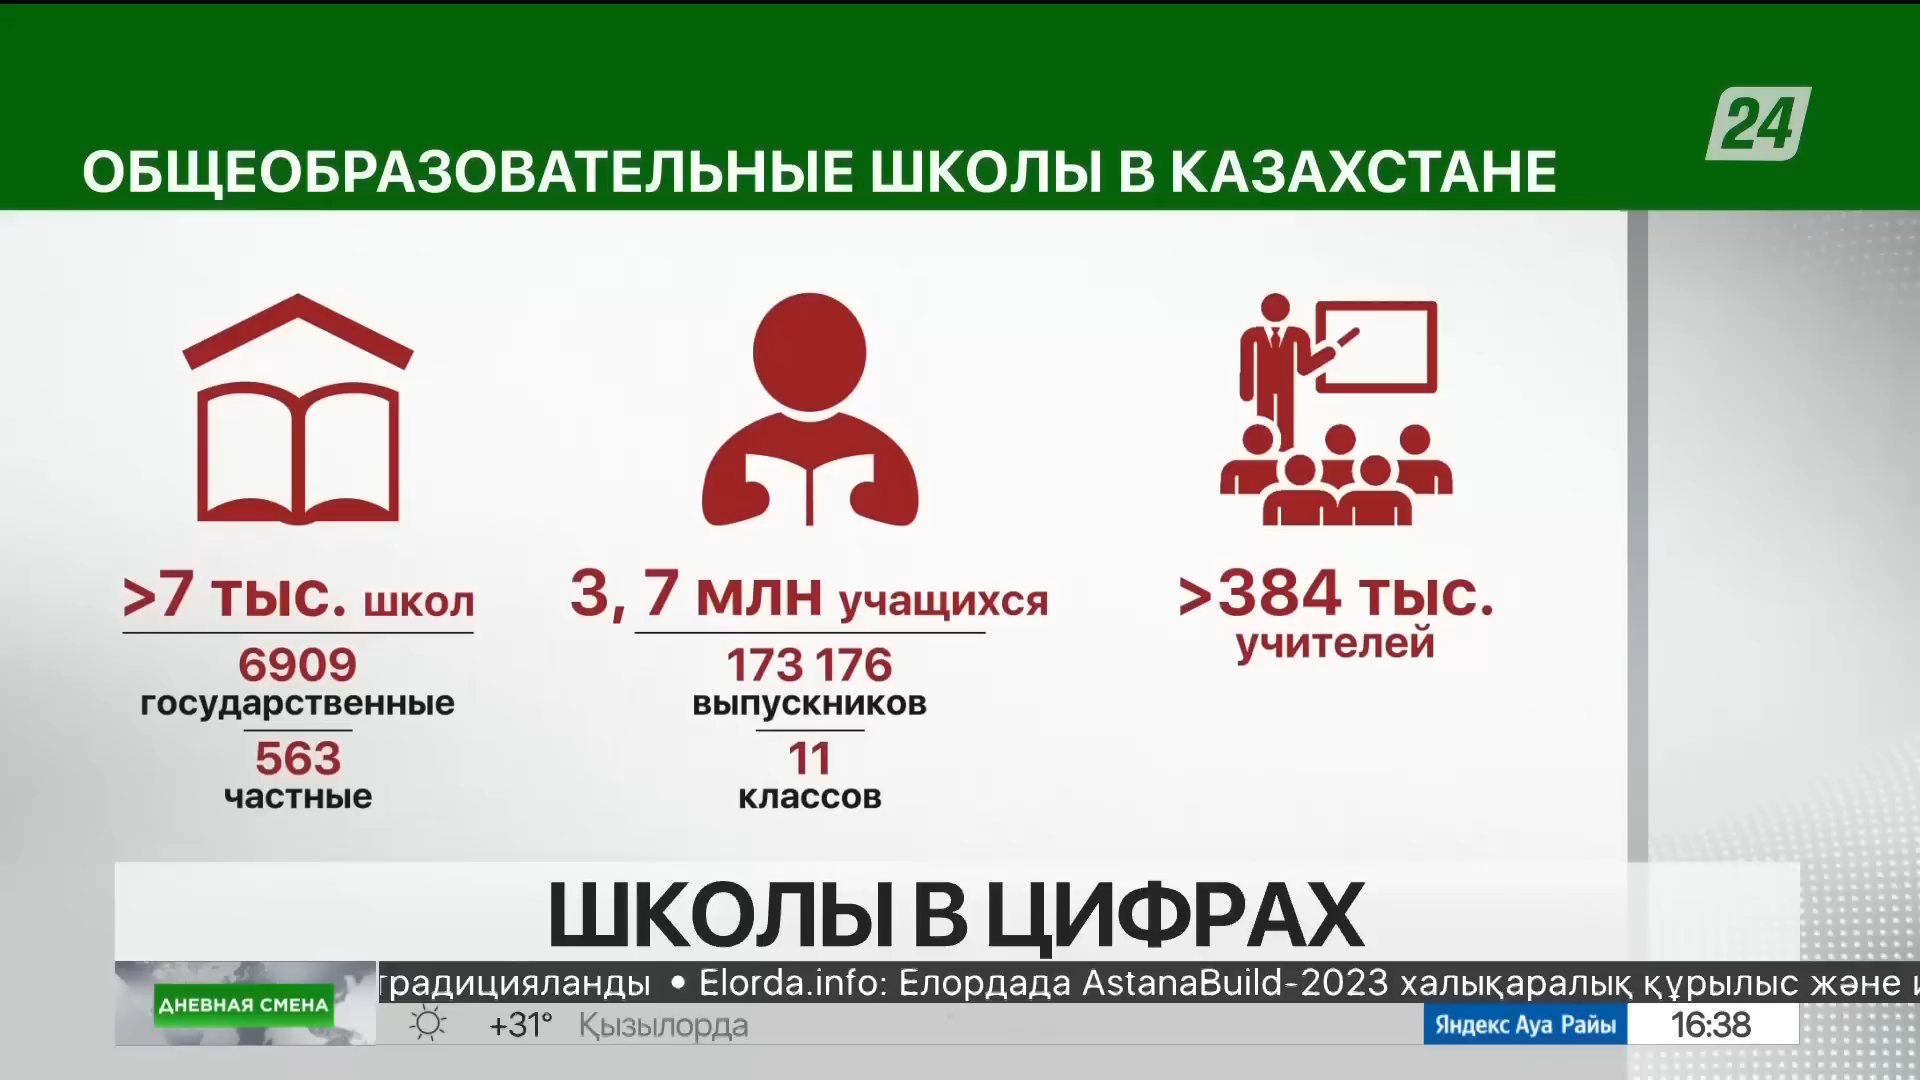 24
ОБЩЕОБРАЗОВАТЕЛЬНЫЕ ШКОЛЫ В КАЗАХСТАНЕ
>7 тыс. школ
6909
государственные
563
частные
3, 7 млн учащихся
173 176
выпускников
11
классов
>384 тыс.
учителей
ШКОЛЫ В ЦИФРАХ
ДНЕВНАЯ СМЕНА
традицияланды • Elorda.info: Елордада AstanaBuild-2023 халықаралық құрылыс және
+31° Қызылорда
Яндекс Ауа Райы
16:38